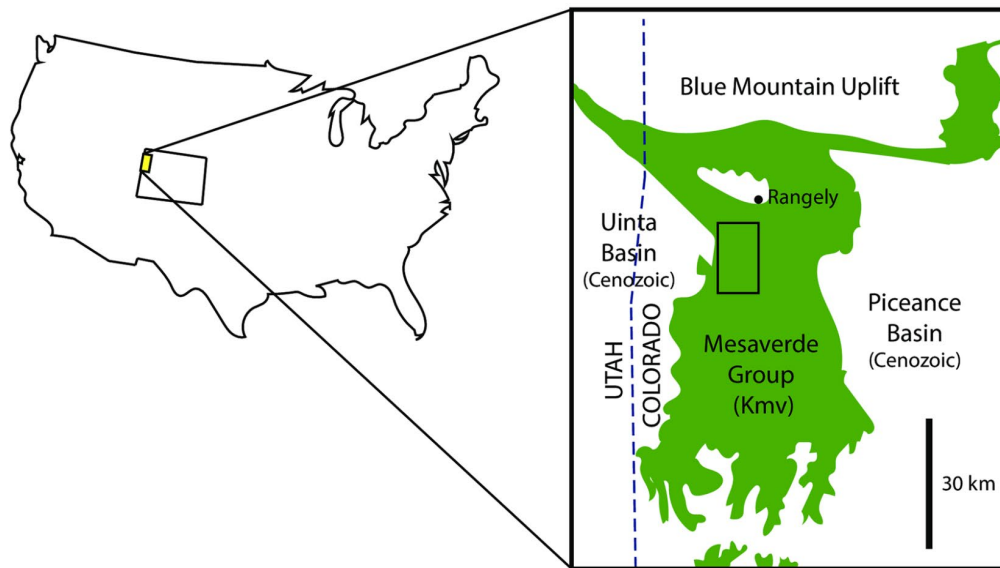 Blue Mountain Uplift
Rangely
Uinta
Basin
(Cenozoic)
Piceance
Basin
(Cenozoic)
UTAH
COLORADO
Mesaverde
Group
(Kmv)
30 km